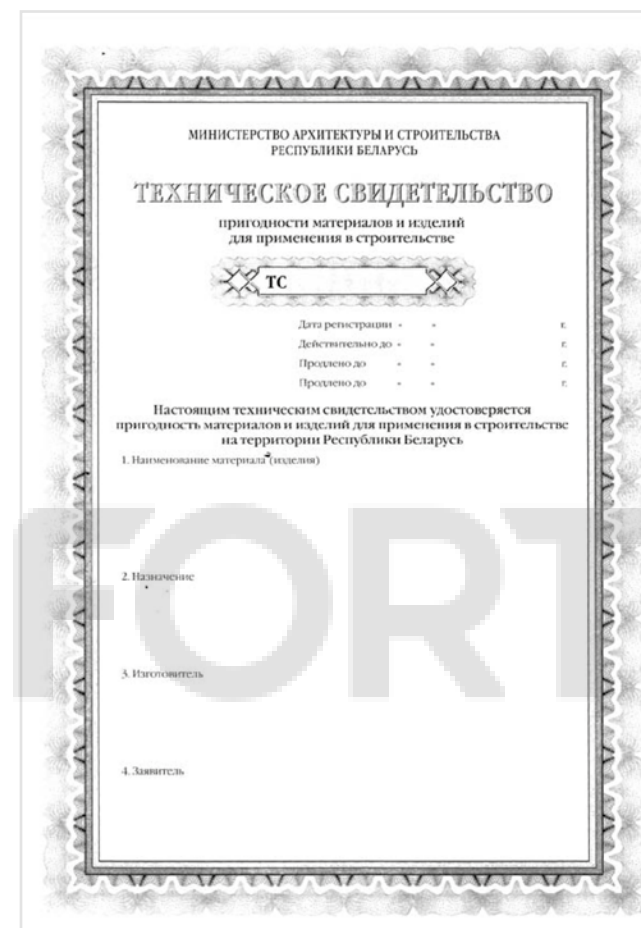 МИНИСТЕРСТВО АРХИТЕКТУРЫ И СТРОИТЕЛЬСТВА
РЕСПУБЛИКИ БЕЛАРУСЬ
ТЕХНИЧЕСКОЕ СВИДЕТЕЛЬСТВО
пригодности материалов и изделий
для применения в строительстве
ТС
Дата регистрации « » г.
Действительно до « » г.
Продлено до « » г.
Продлено до « » г.
Настоящим техническим свидетельством удостоверяется
пригодность материалов и изделий для применения в строительстве
на территории Республики Беларусь
1. Наименование материала (изделия)
2. Назначение
3. Изготовитель
4. Заявитель
FORT